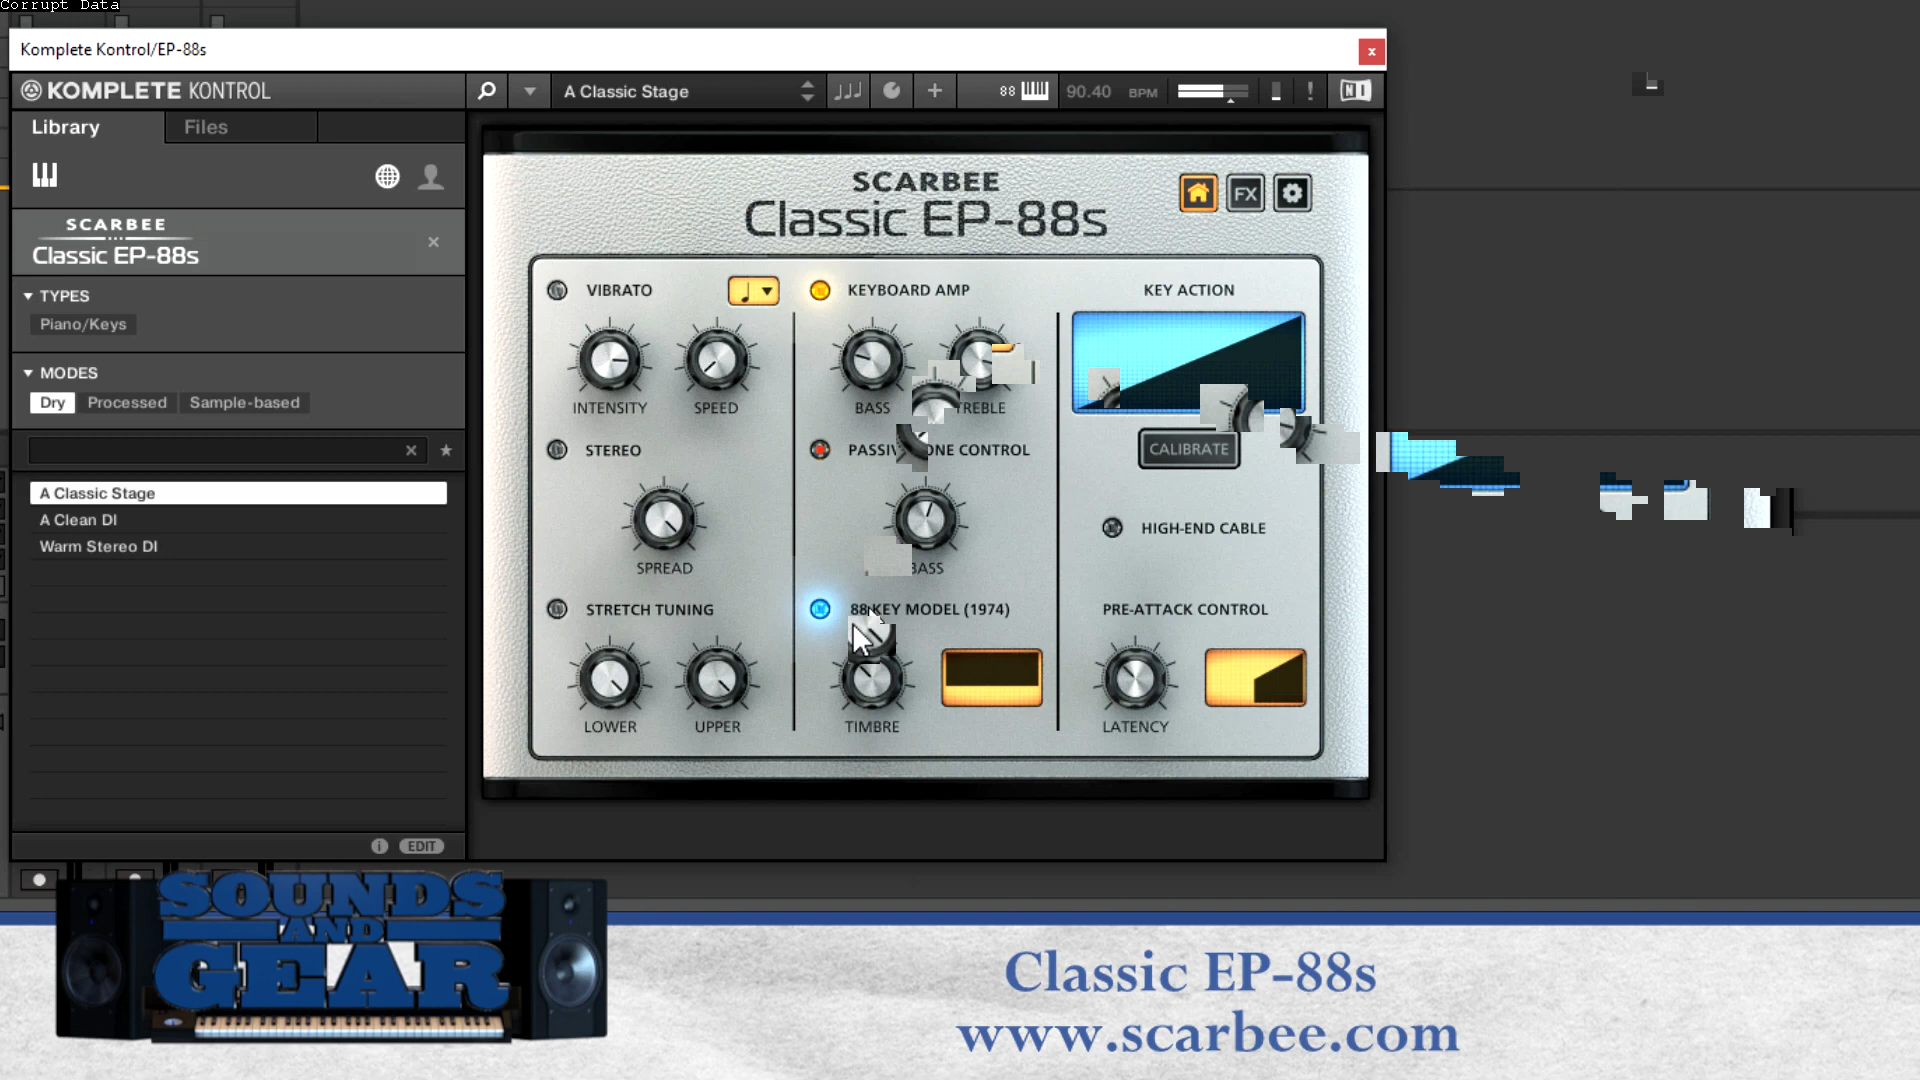 Corrupt Data
Komplete Kontrol/EP-88s
x
KOMPLETE KONTROL
A Classic Stage
88
90.40 BPM
!
NI
Library
Files
SCARBEE
Classic EP-88s
TYPES
Piano/Keys
MODES
Dry
Processed
Sample-based
A Classic Stage
A Clean DI
Warm Stereo DI
EDIT
SCARBEE
Classic EP-88s
FX
VIBRATO
INTENSITY
SPEED
STEREO
SPREAD
STRETCH TUNING
LOWER
UPPER
KEYBOARD AMP
BASS
TREBLE
CONTROL
BASS
88 KEY MODEL (1974)
TIMBRE
KEY ACTION
CALIBRATE
HIGH-END CABLE
PRE-ATTACK CONTROL
LATENCY
SOUNDS
AND
GEAR
Classic EP-88s
www.scarbee.com